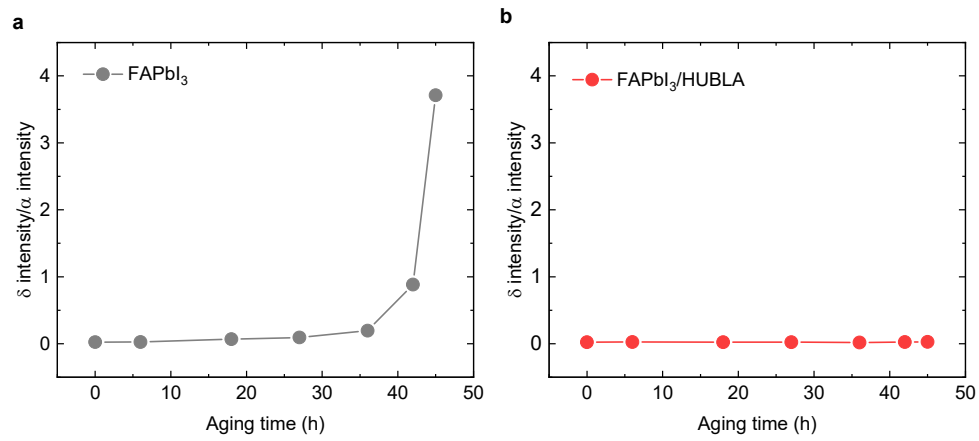 a
FAPbI₃
δ intensity/α intensity
4
3
2
1
0
0 10 20 30 40 50
Aging time (h)
b
FAPbI₃/HUBLA
δ intensity/α intensity
4
3
2
1
0
0 10 20 30 40 50
Aging time (h)